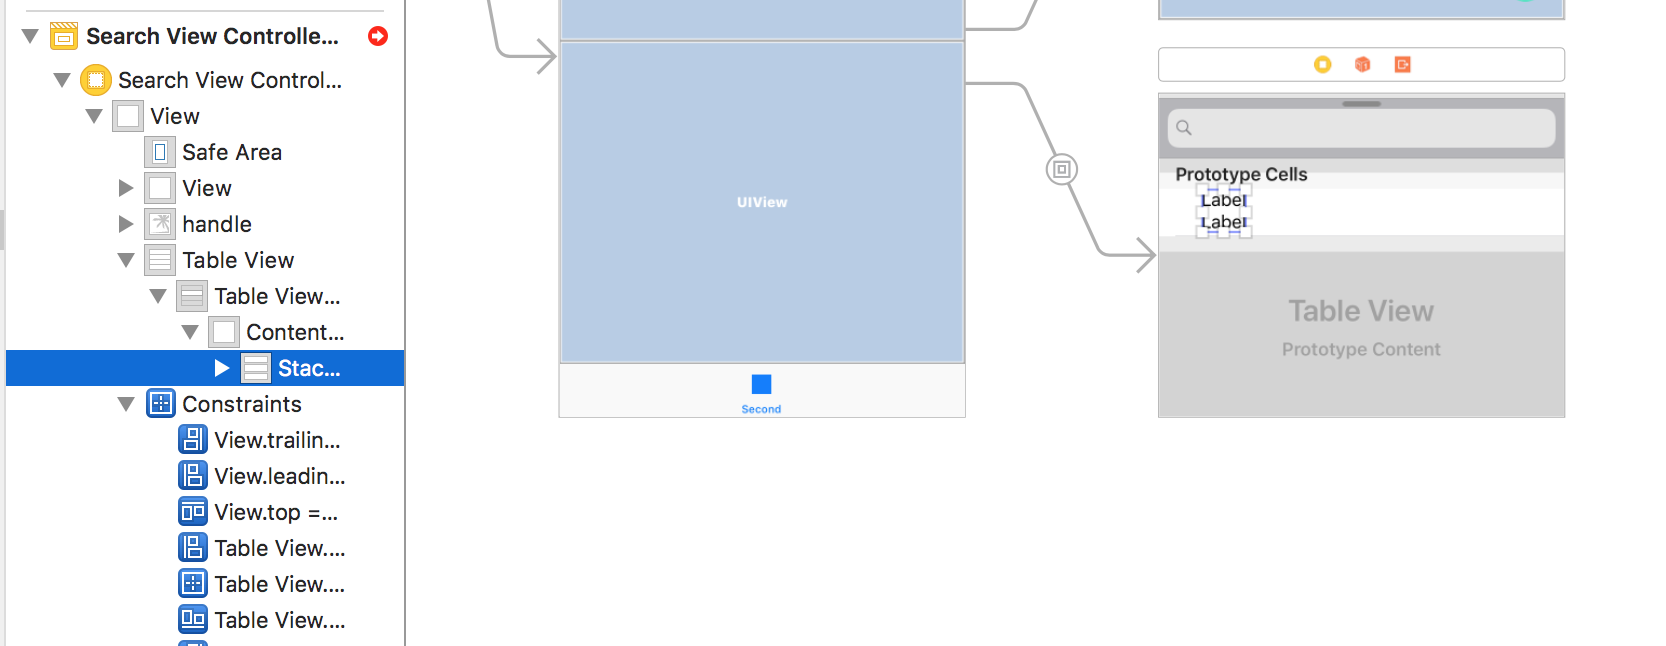 Search View Controlle...
Search View Control...
View
Safe Area
View
handle
Table View
Table View...
Content...
Stac...
Constraints
View.trailin...
View.leadin...
View.top =...
Table View....
Table View....
Table View....
UIView
Second
Prototype Cells
Label
Label
Table View
Prototype Content